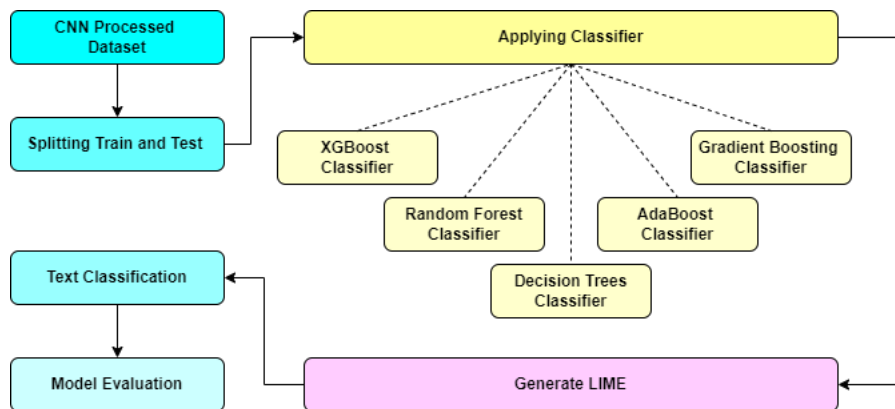 CNN Processed
Dataset
Applying Classifier
Splitting Train and Test
XGBoost
Classifier
Gradient Boosting
Classifier
Random Forest
Classifier
AdaBoost
Classifier
Decision Trees
Classifier
Text Classification
Model Evaluation
Generate LIME